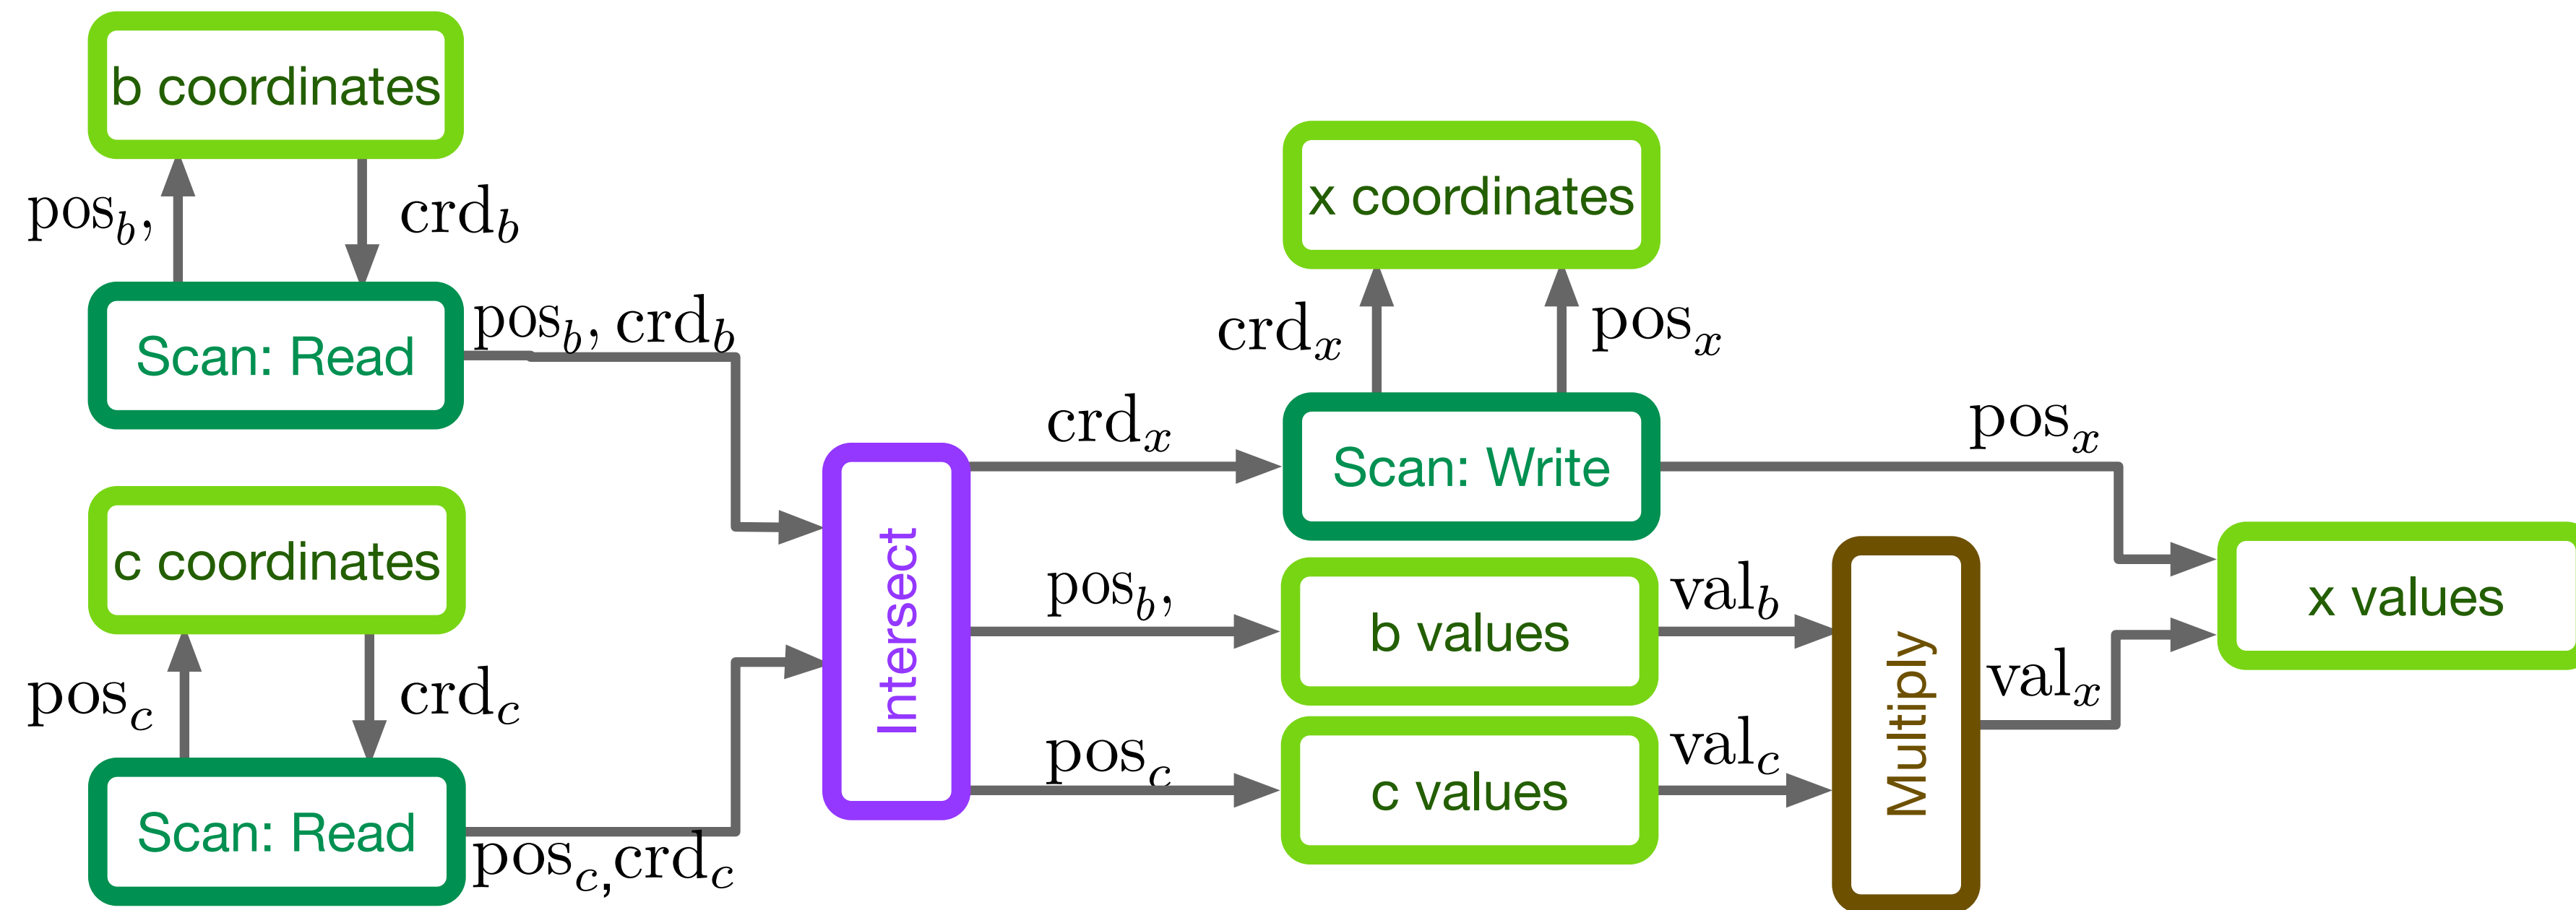 b coordinates
pos_b,
crd_b
Scan: Read
pos_b, crd_b
c coordinates
pos_c
crd_c
Scan: Read
pos_c,crd_c
Intersect
x coordinates
crd_x
pos_x
crd_x
Scan: Write
pos_x
pos_b,
b values
val_b
pos_c
c values
val_c
Multiply
val_x
x values